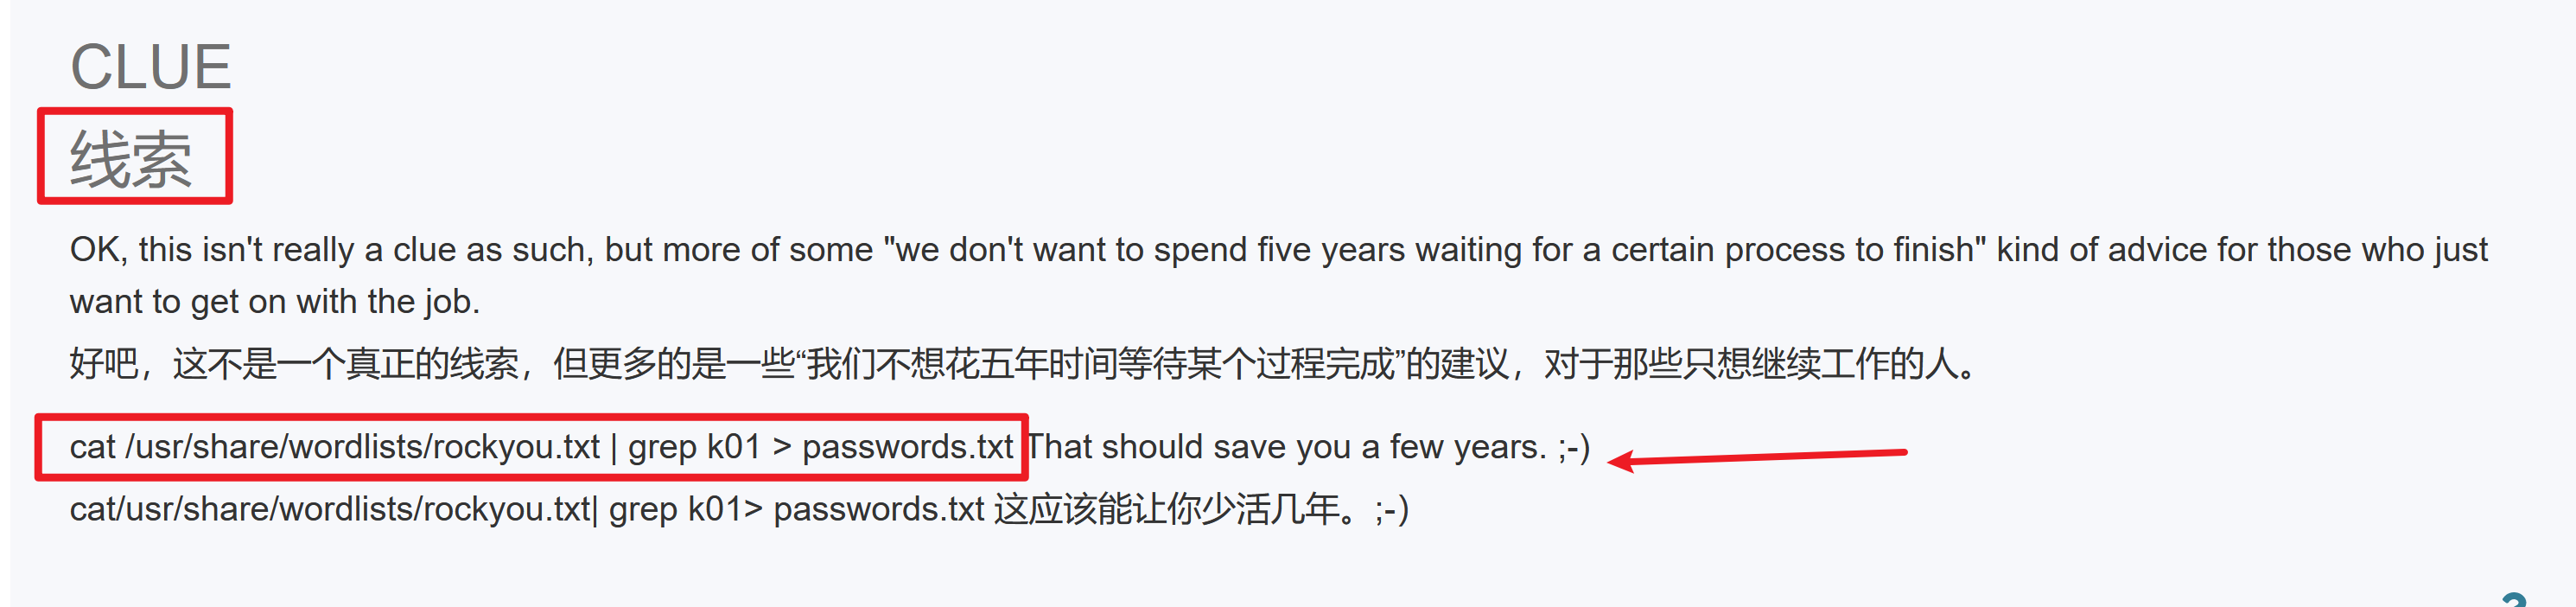 CLUE
线索
OK, this isn't really a clue as such, but more of some "we don't want to spend five years waiting for a certain process to finish" kind of advice for those who just
want to get on with the job.
好吧，这不是一个真正的线索，但更多的是一些“我们不想花五年时间等待某个过程完成”的建议，对于那些只想继续工作的人。
cat /usr/share/wordlists/rockyou.txt | grep k01 > passwords.txt That should save you a few years. ;-)
cat/usr/share/wordlists/rockyou.txt| grep k01> passwords.txt 这应该能让你少活几年。;-)